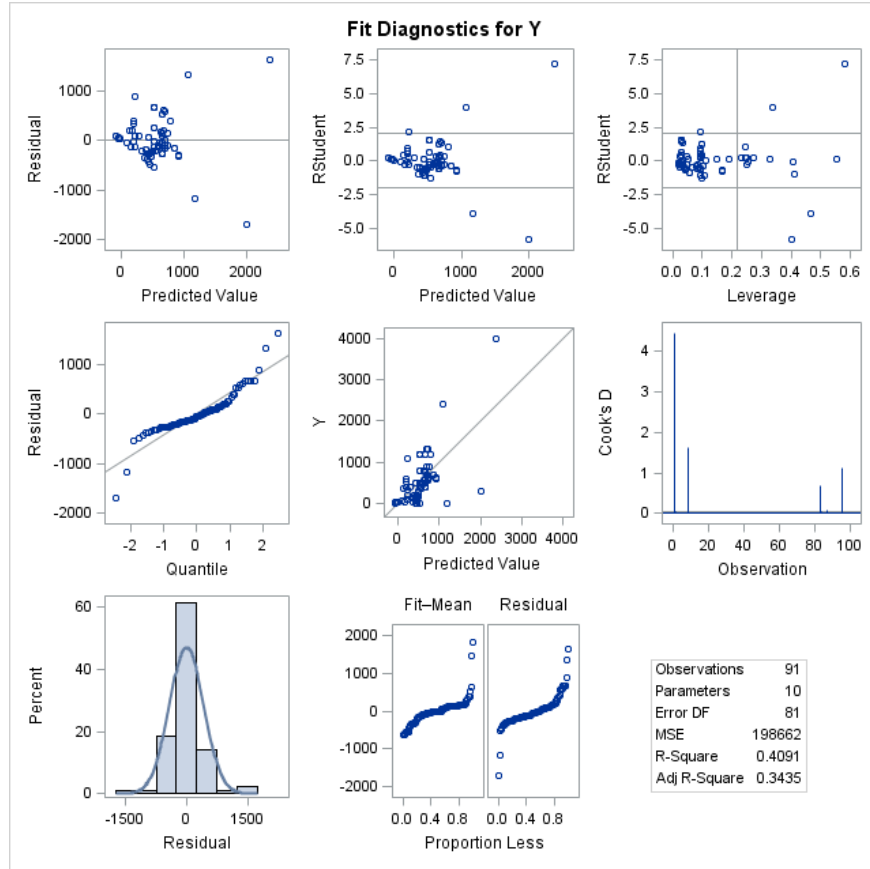 Fit Diagnostics for Y
Residual
1000
0
-1000
-2000
0 1000 2000
Predicted Value
RStudent
7.5
5.0
2.5
0.0
-2.5
-5.0
0 1000 2000
Predicted Value
RStudent
7.5
5.0
2.5
0.0
-2.5
-5.0
0.0 0.1 0.2 0.3 0.4 0.5 0.6
Leverage
Residual
1000
0
-1000
-2000
-2 -1 0 1 2
Quantile
Y
4000
3000
2000
1000
0
0 1000 2000 3000 4000
Predicted Value
Cook's D
4
3
2
1
0
0 20 40 60 80 100
Observation
Percent
60
40
20
0
-1500 0 1500
Residual
Fit–Mean Residual
2000
1000
0
-1000
-2000
0.0 0.4 0.8 0.0 0.4 0.8
Proportion Less
Observations 91
Parameters 10
Error DF 81
MSE 198662
R-Square 0.4091
Adj R-Square 0.3435